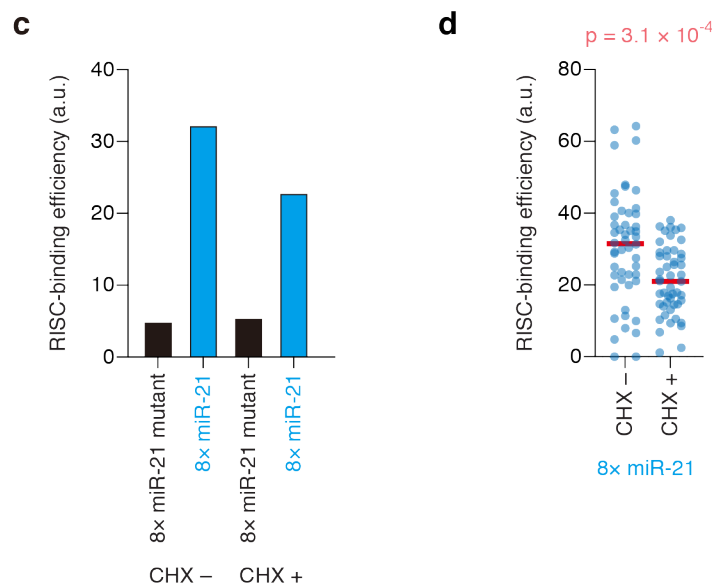 c
RISC-binding efficiency (a.u.)
40
30
20
10
0
8× miR-21 mutant
8× miR-21
8× miR-21 mutant
8× miR-21
CHX –
CHX +
d
p = 3.1 × 10⁻⁴
RISC-binding efficiency (a.u.)
80
60
40
20
0
CHX –
CHX +
8× miR-21